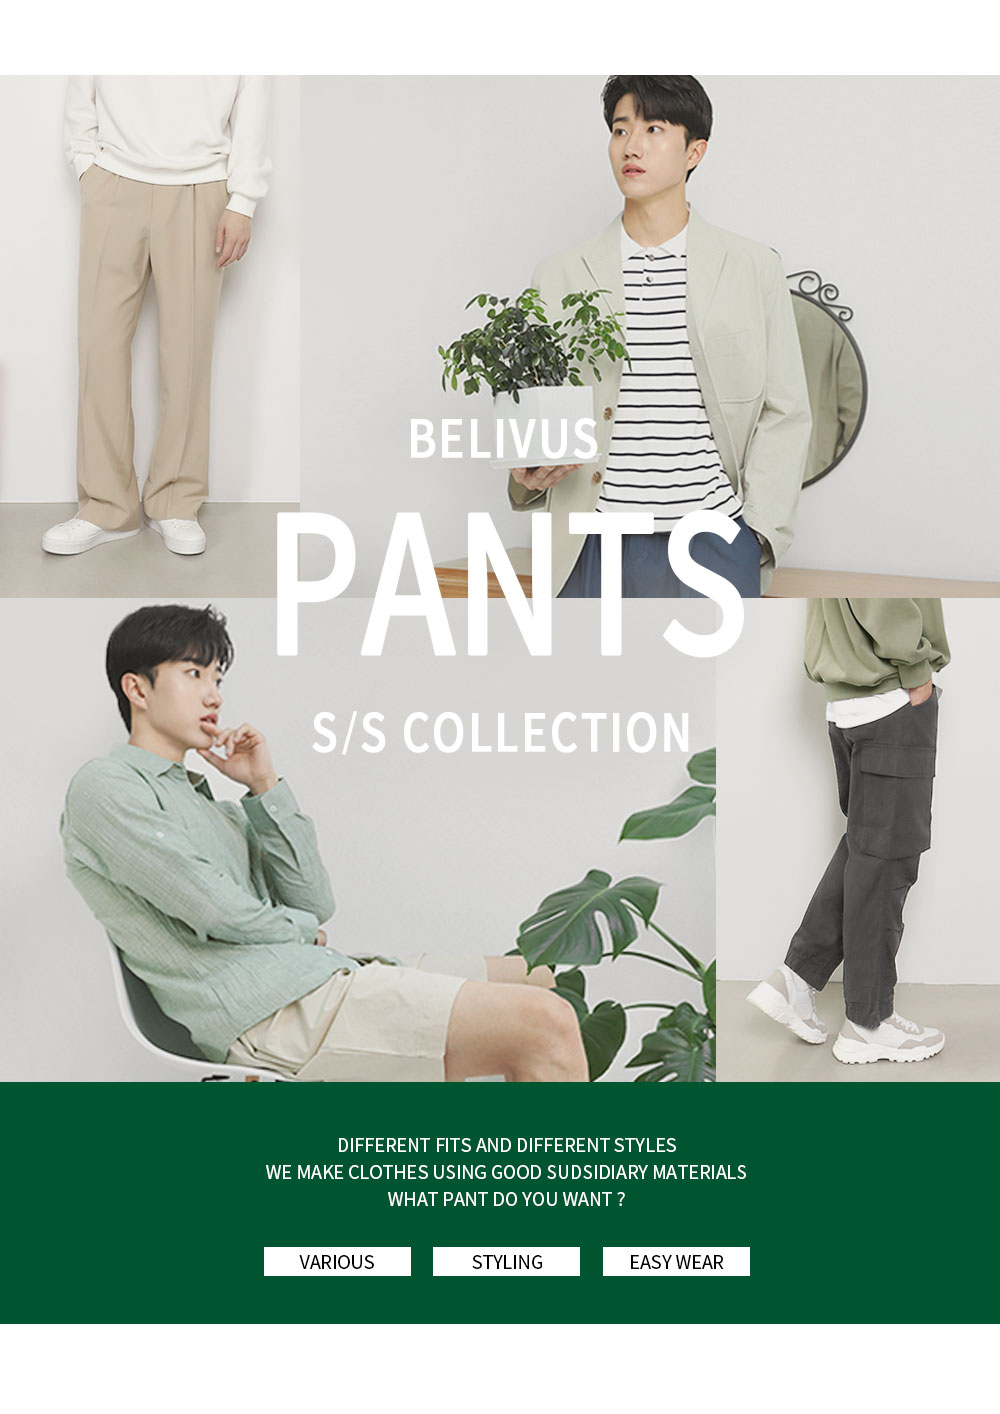 BELIVUS
PANTS
S/S COLLECTION
DIFFERENT FITS AND DIFFERENT STYLES
WE MAKE CLOTHES USING GOOD SUDSIDIARY MATERIALS
WHAT PANT DO YOU WANT ?
VARIOUS
STYLING
EASY WEAR